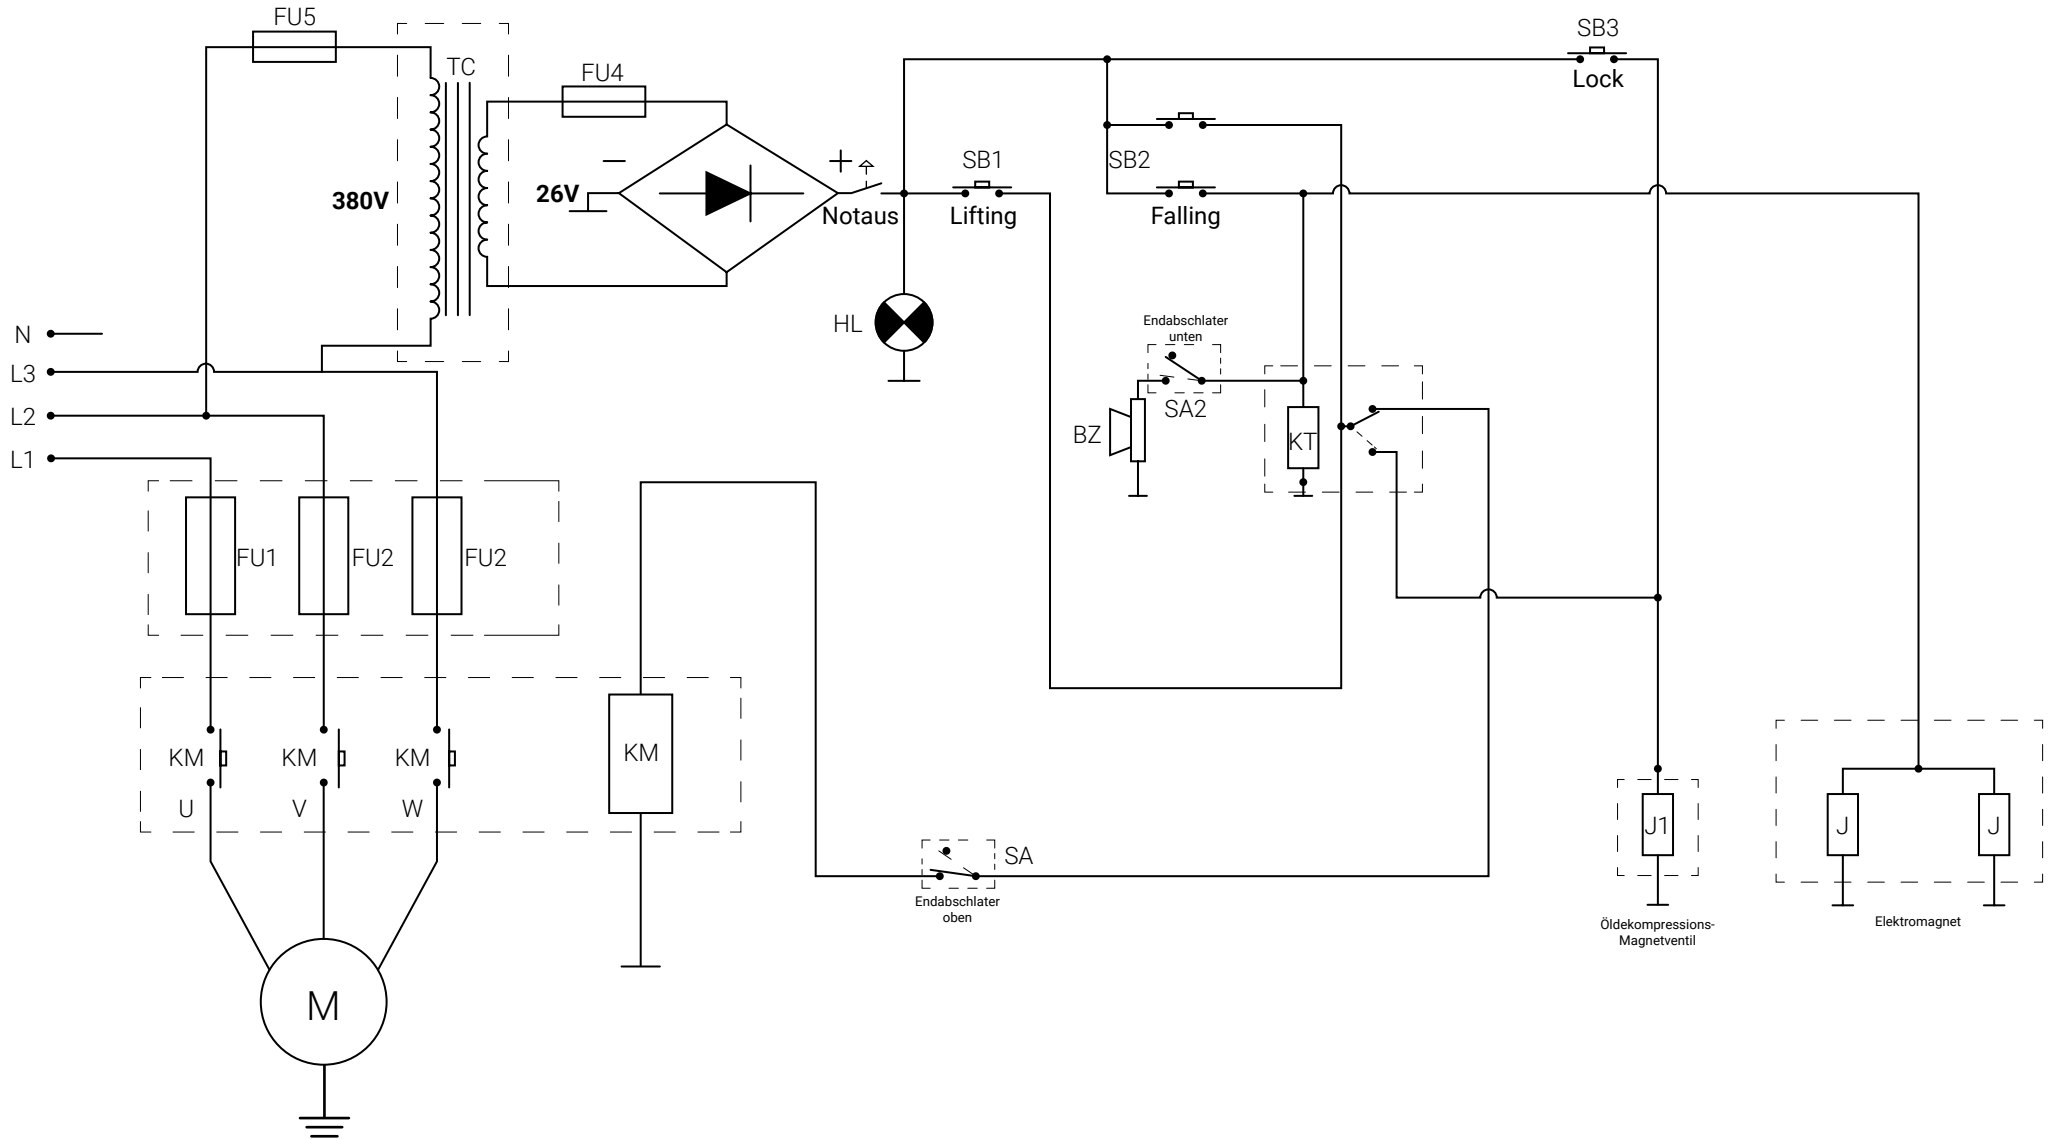 FU5
TC
FU4
380V
26V
−
+
Notaus
SB1
Lifting
SB2
Falling
SB3
Lock
HL
N
L3
L2
L1
Endabschlater
unten
SA2
BZ
KT
FU1
FU2
FU2
KM
KM
KM
KM
U
V
W
SA
Endabschlater
oben
J1
J
J
Öldekompressions-
Magnetventil
Elektromagnet
M